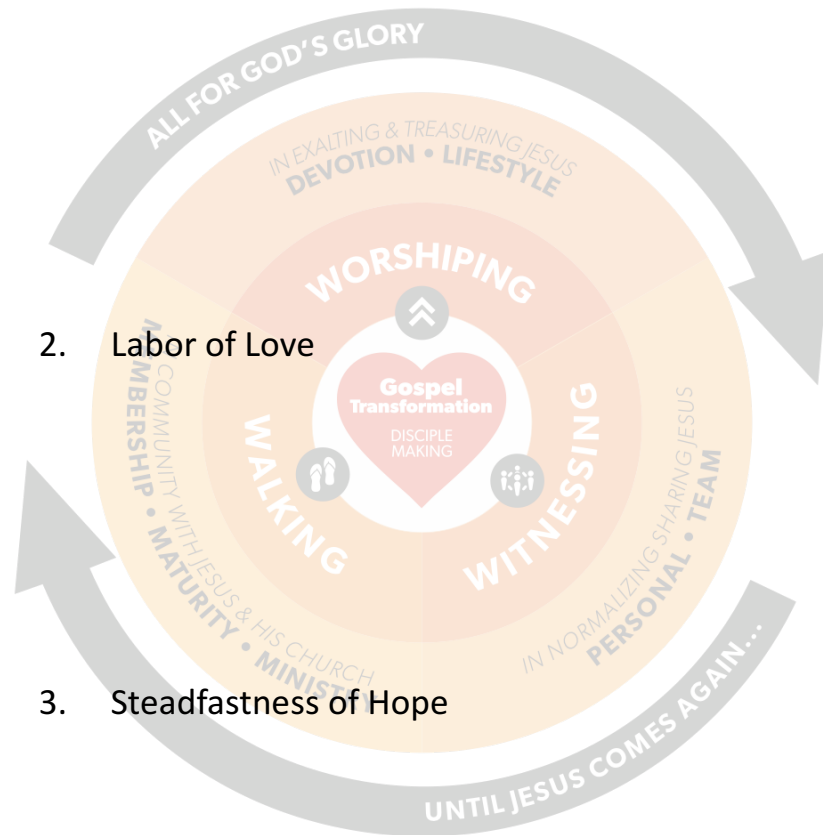 ALL FOR GOD'S GLORY
IN EXALTING & TREASURING JESUS
DEVOTION • LIFESTYLE
WORSHIPING
2. Labor of Love
Gospel
Transformation
DISCIPLE
MAKING
WALKING
WITNESSING
COMMUNITY WITH JESUS & HIS CHURCH
MEMBERSHIP • MATURITY • MINISTRY
IN NORMALIZING SHARING JESUS
PERSONAL • TEAM
3. Steadfastness of Hope
UNTIL JESUS COMES AGAIN...